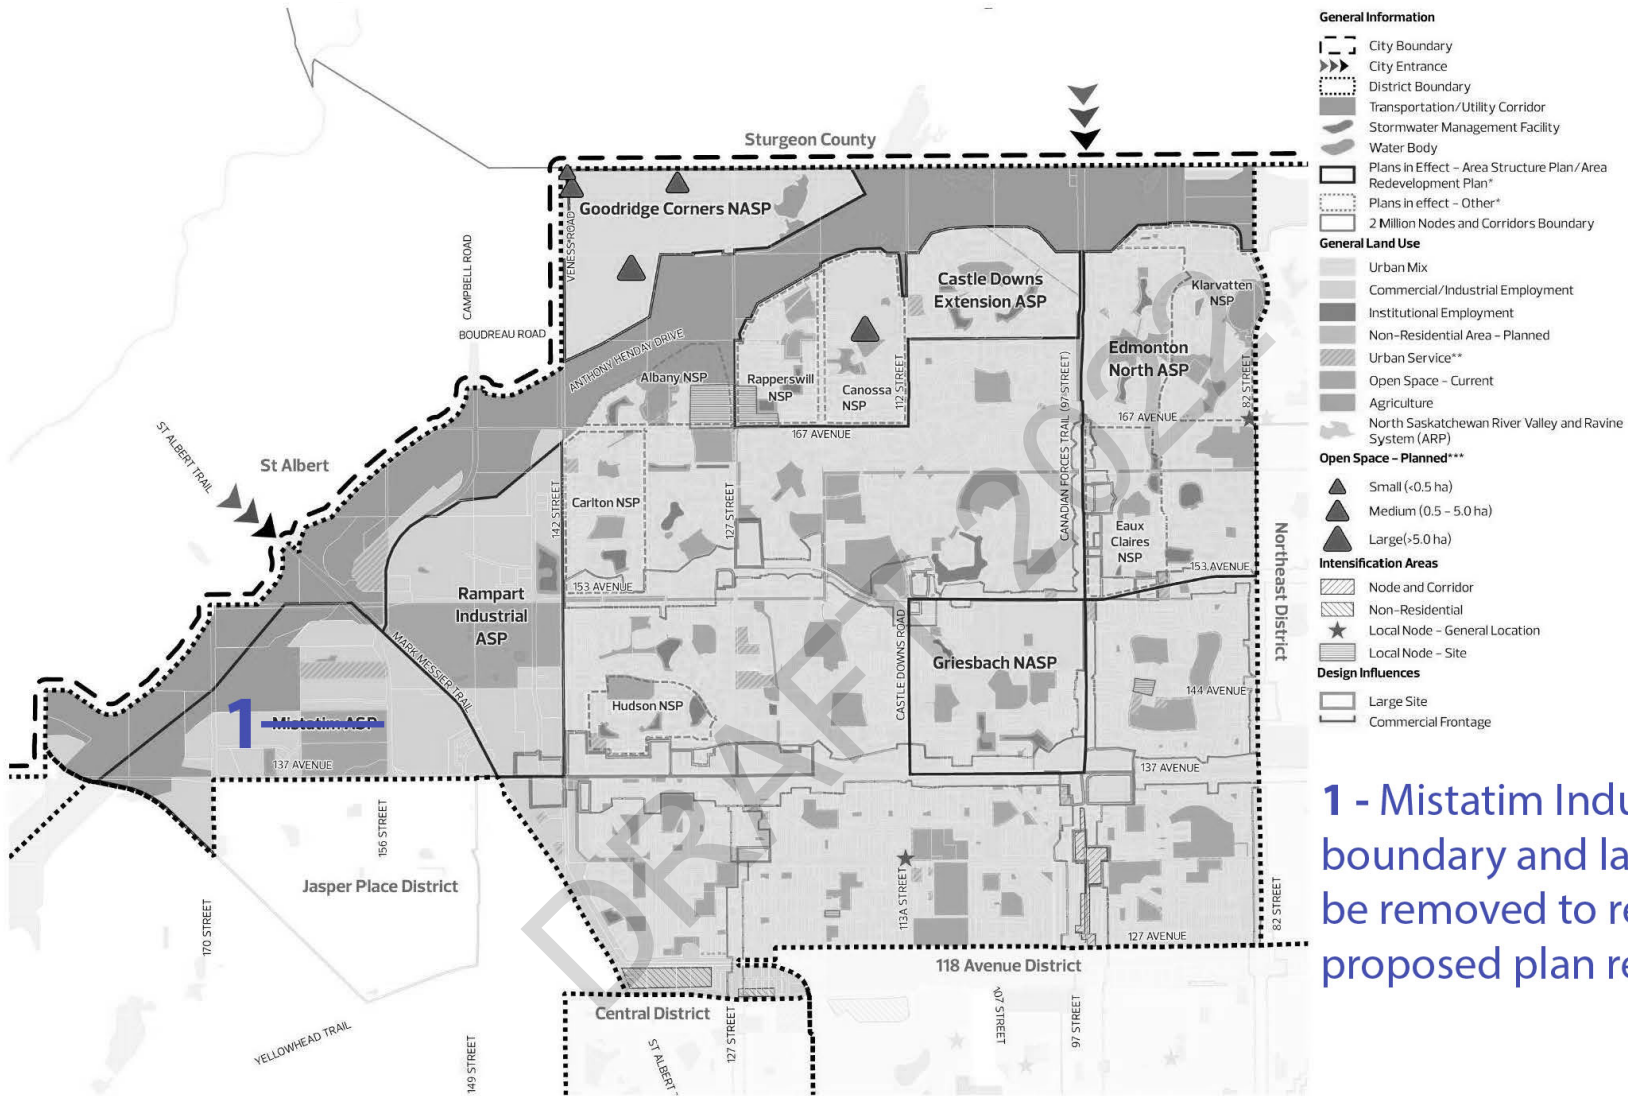 General Information
City Boundary
City Entrance
District Boundary
Transportation/Utility Corridor
Stormwater Management Facility
Water Body
Plans in Effect – Area Structure Plan/Area
Redevelopment Plan*
Plans in effect – Other*
2 Million Nodes and Corridors Boundary
General Land Use
Urban Mix
Commercial/Industrial Employment
Institutional Employment
Non-Residential Area – Planned
Urban Service**
Open Space – Current
Agriculture
North Saskatchewan River Valley and Ravine
System (ARP)
Open Space – Planned***
Small (<0.5 ha)
Medium (0.5 – 5.0 ha)
Large(>5.0 ha)
Intensification Areas
Node and Corridor
Non-Residential
Local Node – General Location
Local Node – Site
Design Influences
Large Site
Commercial Frontage
1 - Mistatim Indu
boundary and la
be removed to re
proposed plan re
Sturgeon County
Goodridge Corners NASP
VENESS ROAD
CAMPBELL ROAD
BOUDREAU ROAD
ANTHONY HENDAY DRIVE
Castle Downs
Extension ASP
Klarvatten
NSP
Edmonton
North ASP
Albany NSP
Rapperswill
NSP
Canossa
NSP
112 STREET
CANADIAN FORCES TRAIL (97 STREET)
82 STREET
167 AVENUE
167 AVENUE
ST ALBERT TRAIL
St Albert
142 STREET
Carlton NSP
127 STREET
Eaux
Claires
NSP
Northeast District
153 AVENUE
153 AVENUE
Rampart
Industrial
ASP
MARK MESSIER TRAIL
CASTLE DOWNS ROAD
Griesbach NASP
144 AVENUE
Hudson NSP
1
Mistatim ASP
137 AVENUE
137 AVENUE
156 STREET
Jasper Place District
170 STREET
113A STREET
127 AVENUE
82 STREET
118 Avenue District
Central District
127 STREET
107 STREET
97 STREET
YELLOWHEAD TRAIL
149 STREET
ST ALBERT
DRAFT 2022